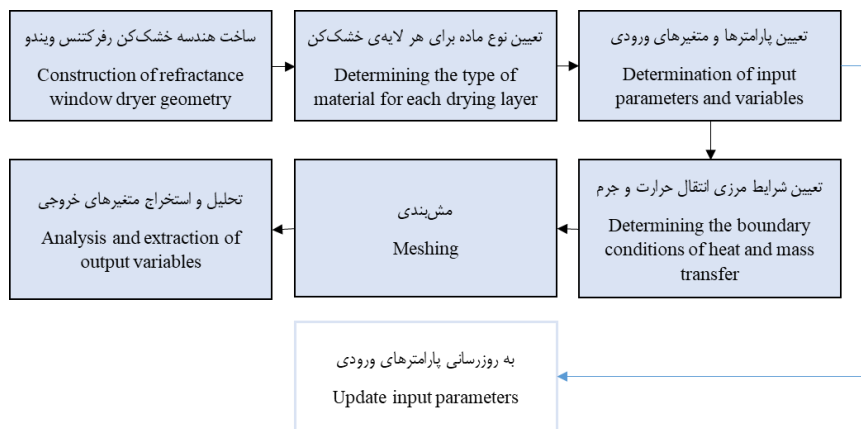 ساخت هندسه خشک‌کن رفرکتنس ویندو
Construction of refractance
window dryer geometry
تعیین نوع ماده برای هر لایه‌ی خشک‌کن
Determining the type of
material for each drying layer
تعیین پارامترها و متغیرهای ورودی
Determination of input
parameters and variables
تعیین شرایط مرزی انتقال حرارت و جرم
Determining the boundary
conditions of heat and mass
transfer
مش‌بندی
Meshing
تحلیل و استخراج متغیرهای خروجی
Analysis and extraction of
output variables
به روزرسانی پارامترهای ورودی
Update input parameters